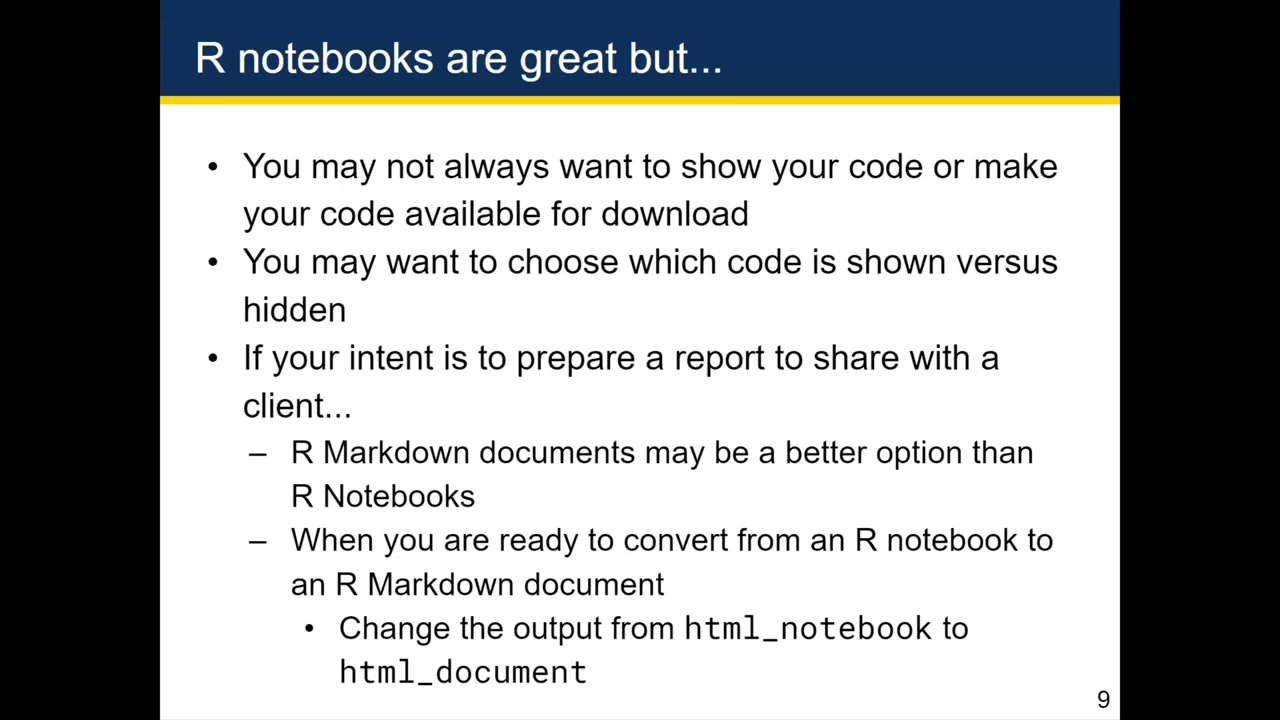 R notebooks are great but...
• You may not always want to show your code or make
your code available for download
• You may want to choose which code is shown versus
hidden
• If your intent is to prepare a report to share with a
client...
– R Markdown documents may be a better option than
R Notebooks
– When you are ready to convert from an R notebook to
an R Markdown document
• Change the output from html_notebook to
html_document
9